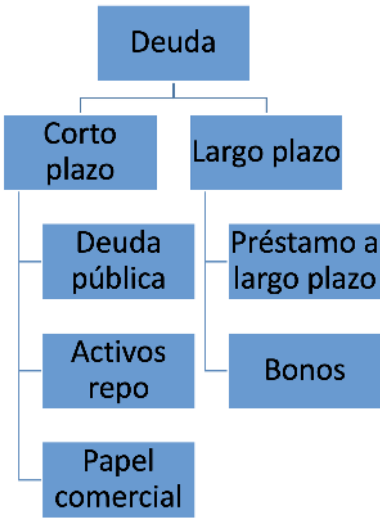 Deuda
Corto
plazo
Largo plazo
Deuda
pública
Préstamo a
largo plazo
Activos
repo
Bonos
Papel
comercial